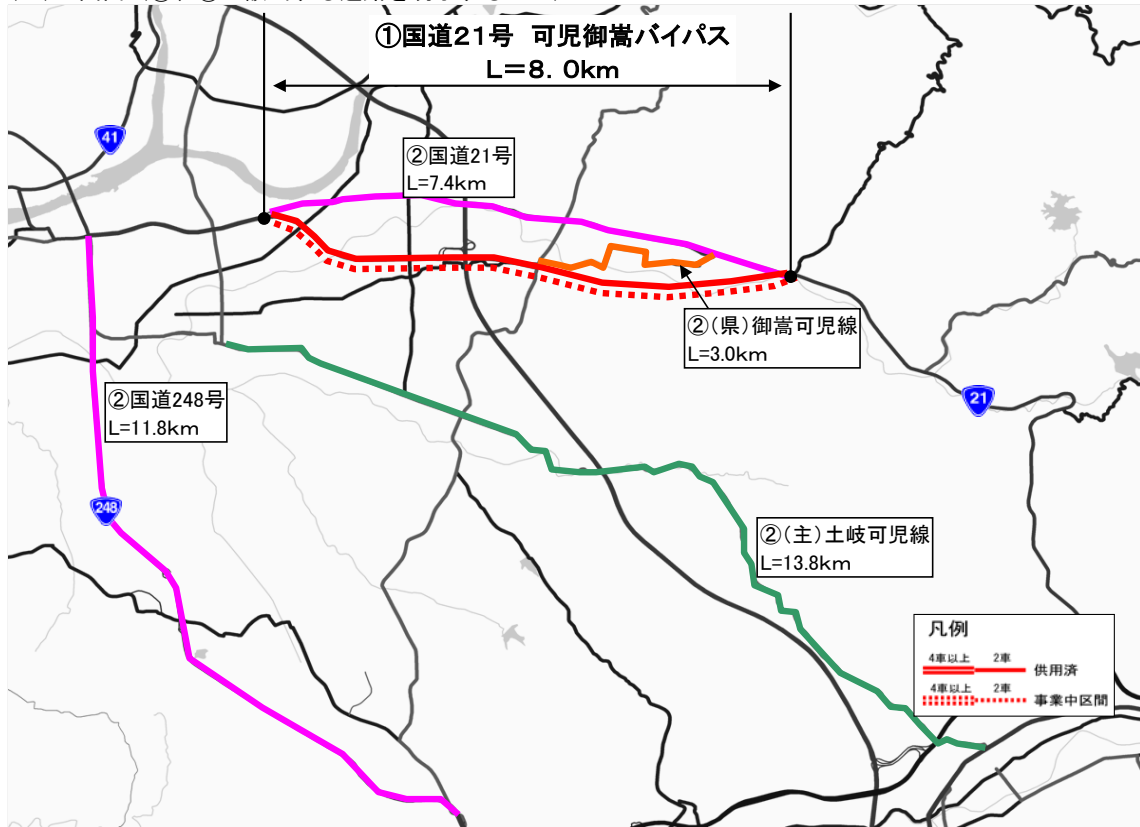 ①国道21号 可児御嵩バイパス
L=8.0km
41
②国道21号
L=7.4km
②(県)御嵩可児線
L=3.0km
②国道248号
L=11.8km
21
248
②(主)土岐可児線
L=13.8km
凡例
4車以上 2車 供用済
4車以上 2車 事業中区間